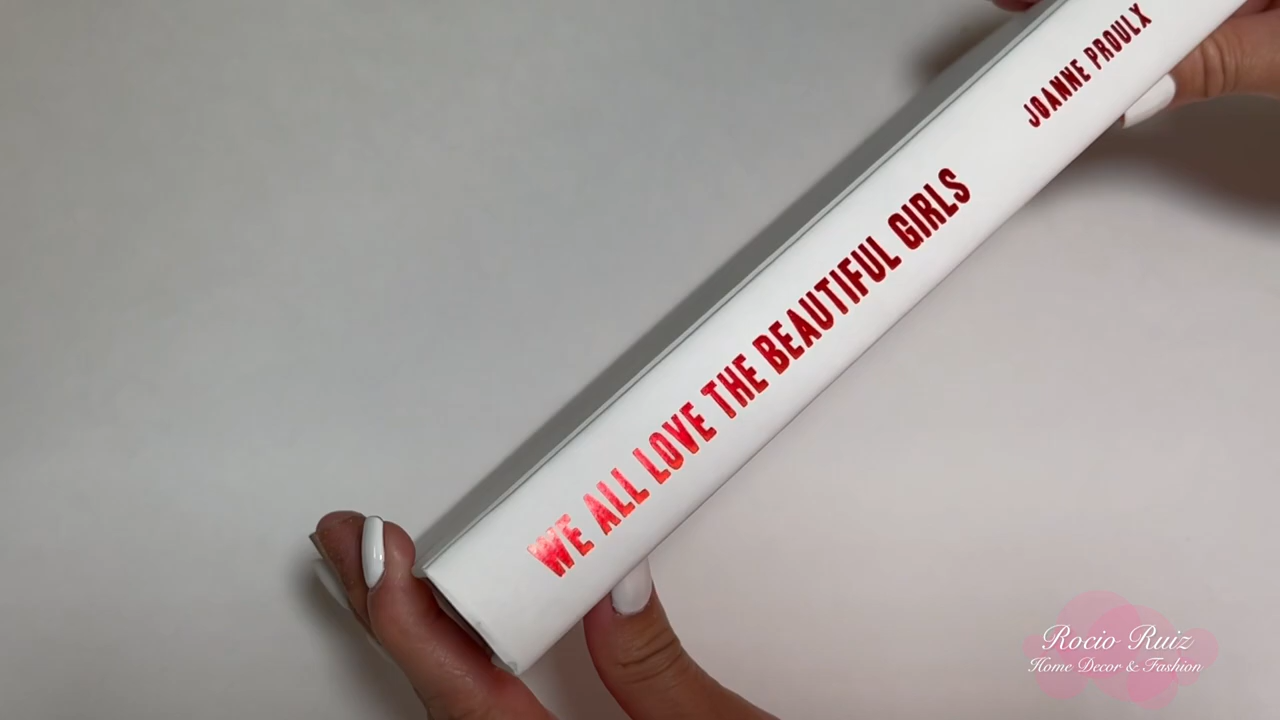 WE ALL LOVE THE BEAUTIFUL GIRLS
JOANNE PROULX
Rocio Ruiz
Home Decor & Fashion